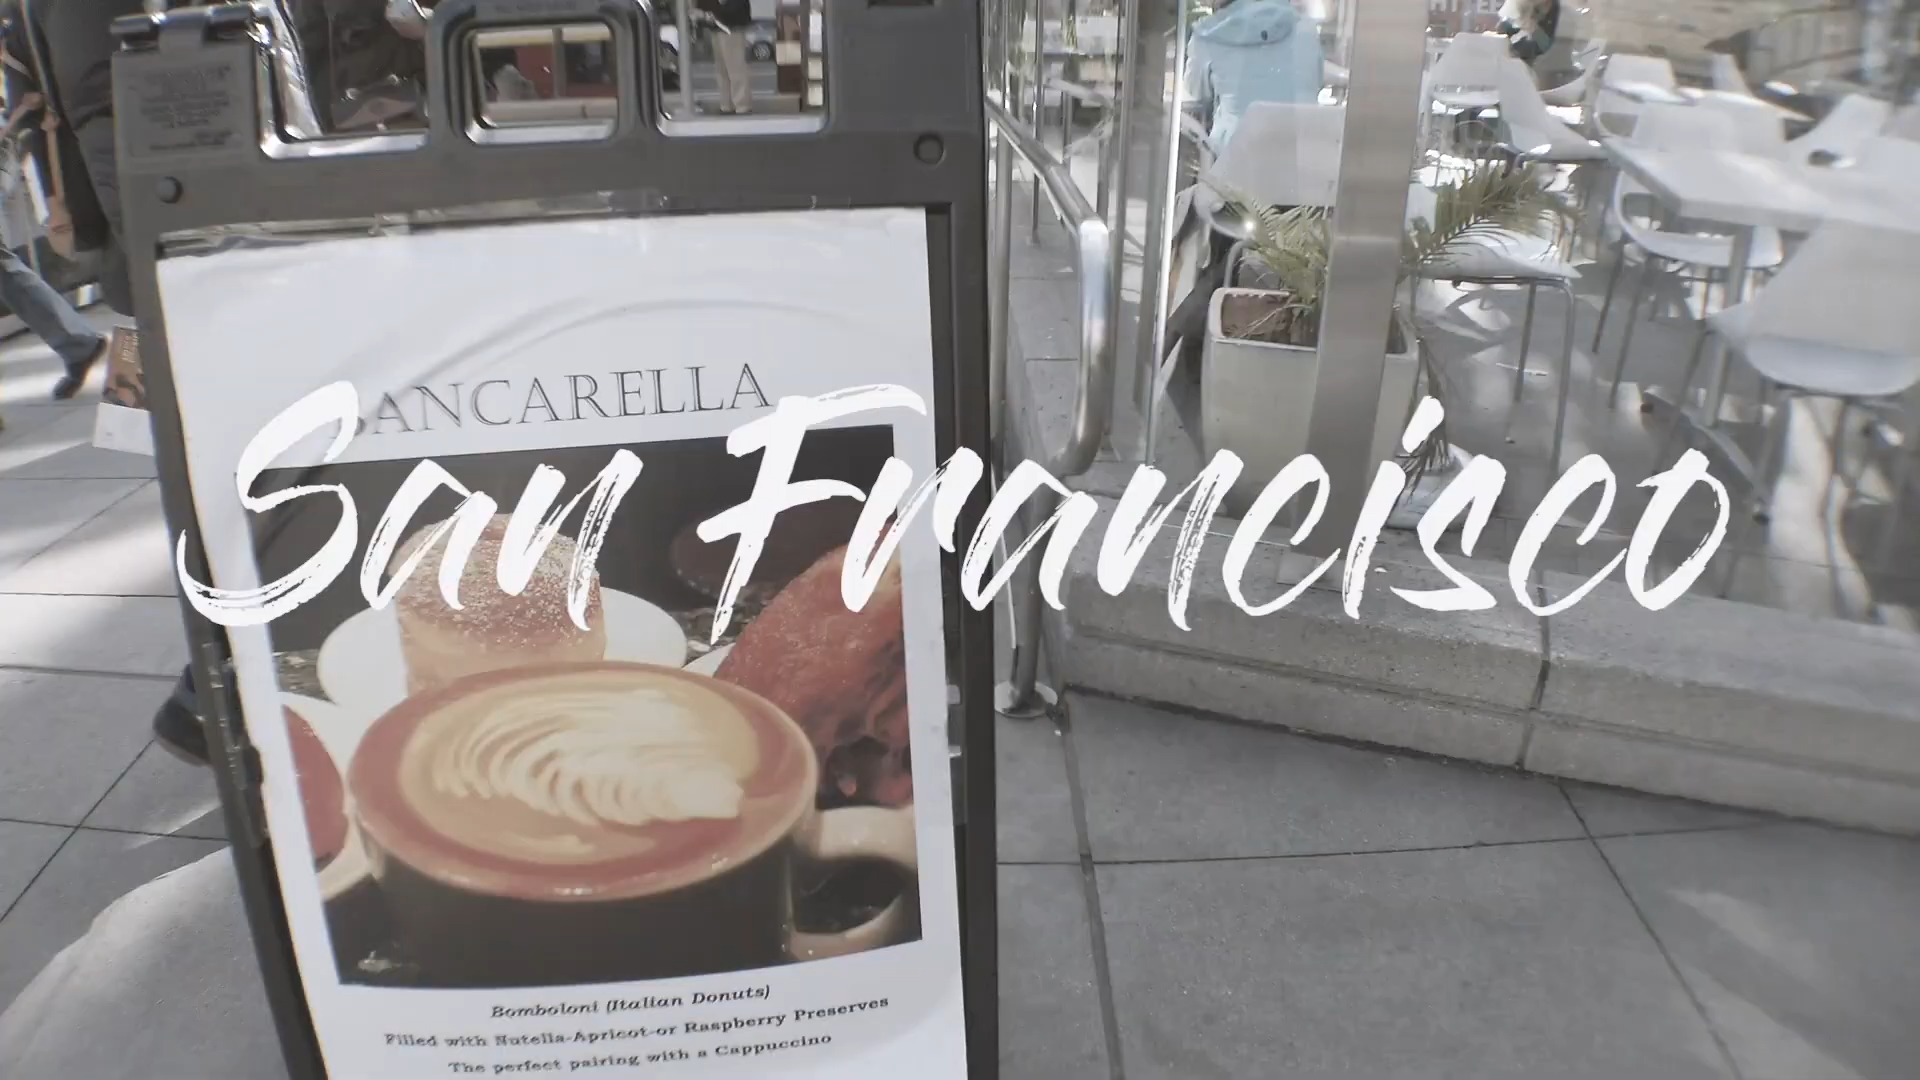 BANCARELLA
San Francisco
Bomboloni (Italian Donuts)
Filled with Nutella-Apricot-or Raspberry Preserves
The perfect pairing with a Cappuccino